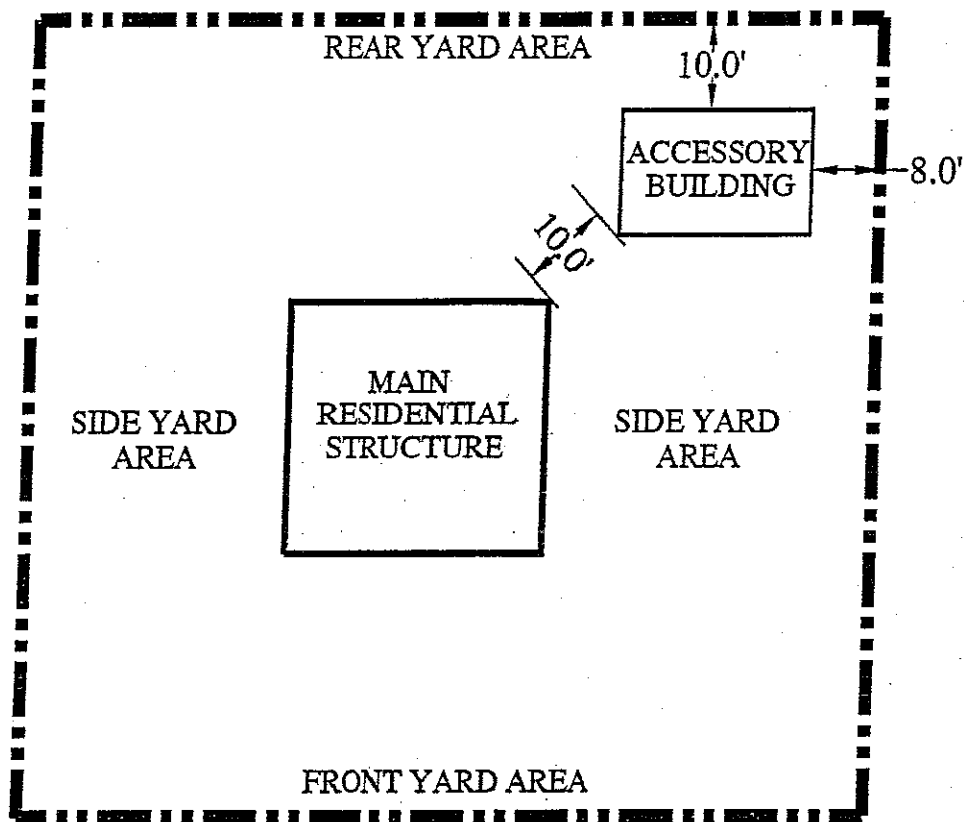 REAR YARD AREA
10.0'
ACCESSORY
BUILDING
8.0'
10.0'
MAIN
RESIDENTIAL
STRUCTURE
SIDE YARD
AREA
SIDE YARD
AREA
FRONT YARD AREA